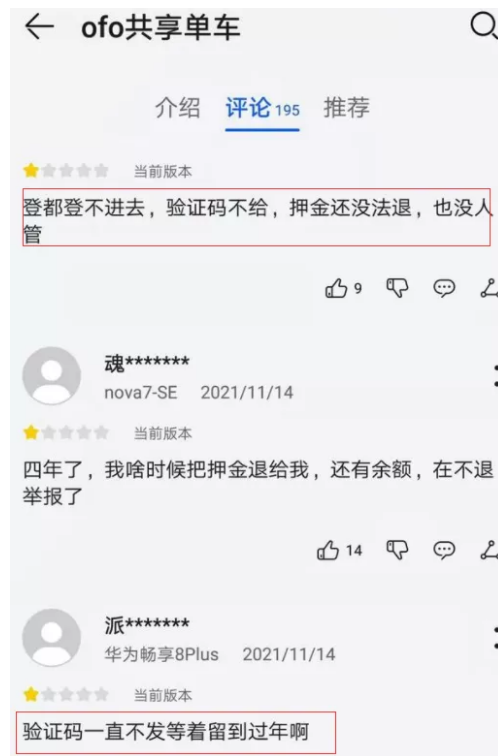 ofo共享单车
介绍 评论 195 推荐
当前版本
登都登不进去，验证码不给，押金还没法退，也没人
管
9
魂*******
nova7-SE 2021/11/14
当前版本
四年了，我啥时候把押金退给我，还有余额，在不退
举报了
14
派*******
华为畅享8Plus 2021/11/14
当前版本
验证码一直不发等着留到过年啊